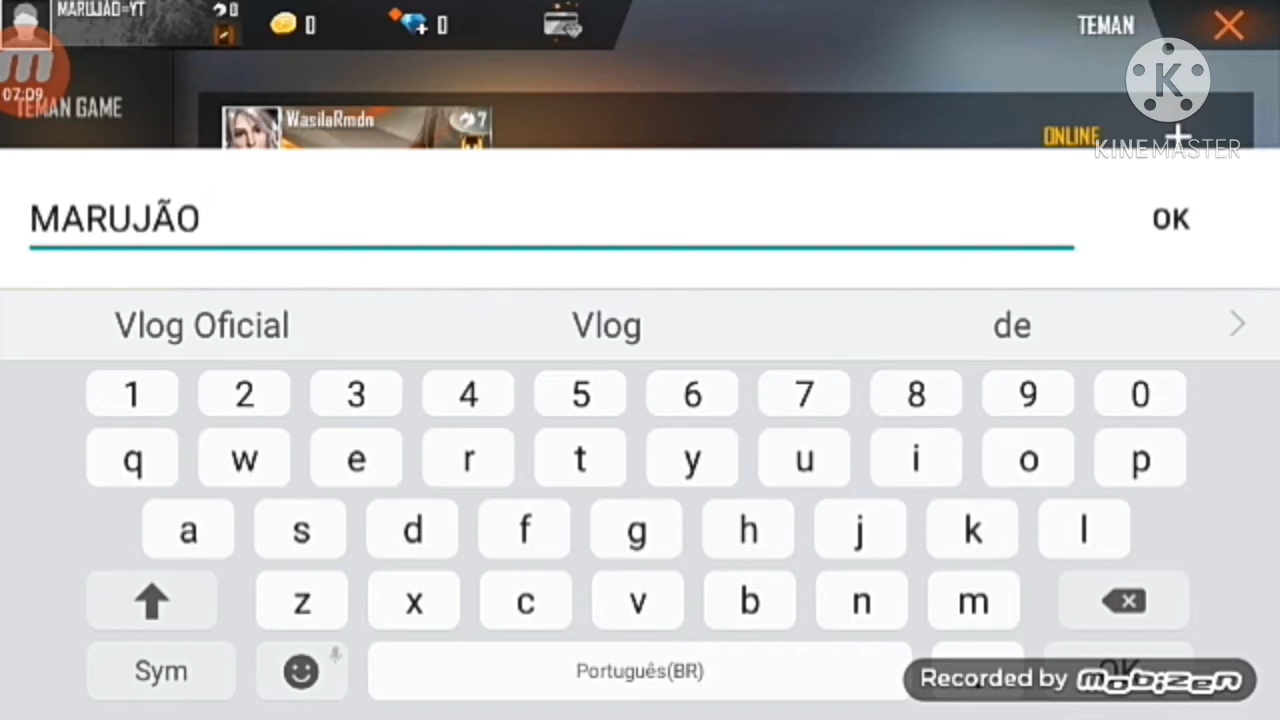 MARUJÃO-YT
0
0
0
TEMAN
07:09
TEMAN GAME
WasilaRmdn
7
ONLINE
K
KINEMASTER
MARUJÃO
OK
Vlog Oficial
Vlog
de
1 2 3 4 5 6 7 8 9 0
q w e r t y u i o p
a s d f g h j k l
z x c v b n m
Sym
Português(BR)
OK
Recorded by mobizen